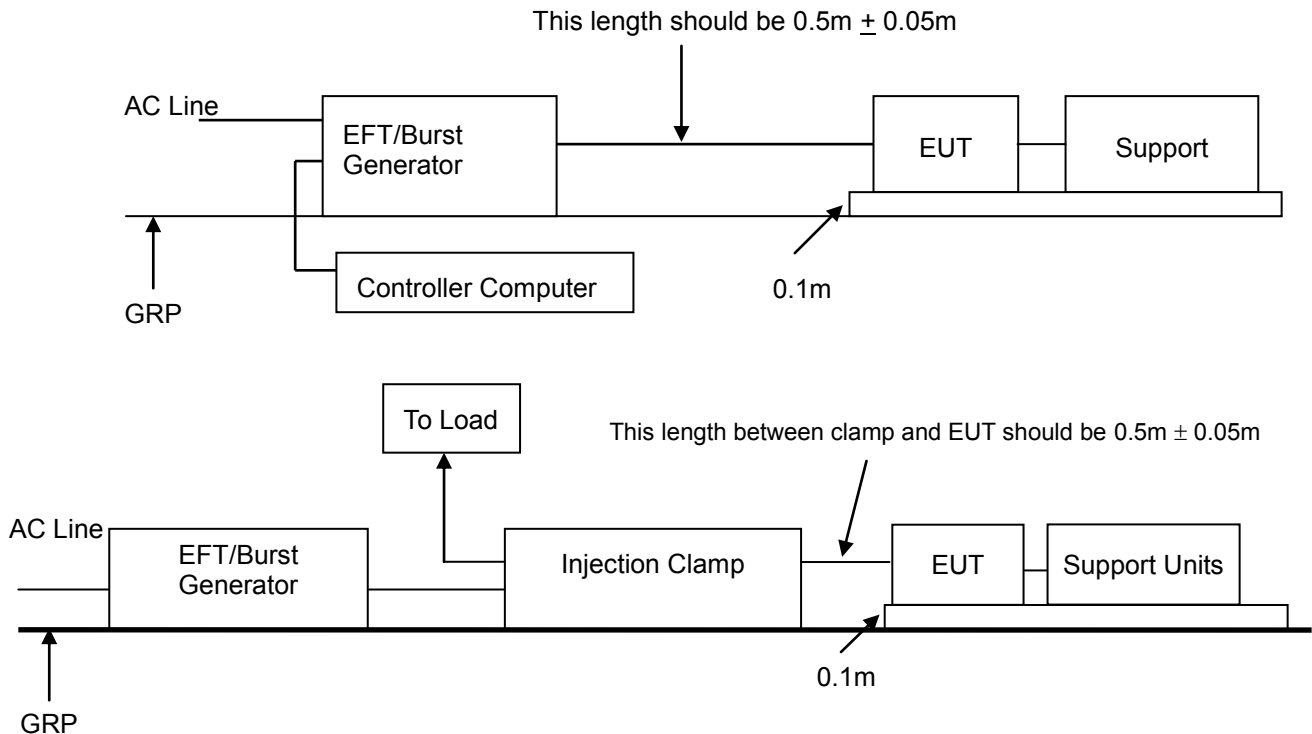 This length should be 0.5m ± 0.05m
AC Line
EFT/Burst
Generator
EUT
Support
Controller Computer
0.1m
GRP
To Load
This length between clamp and EUT should be 0.5m ± 0.05m
AC Line
EFT/Burst
Generator
Injection Clamp
EUT
Support Units
0.1m
GRP